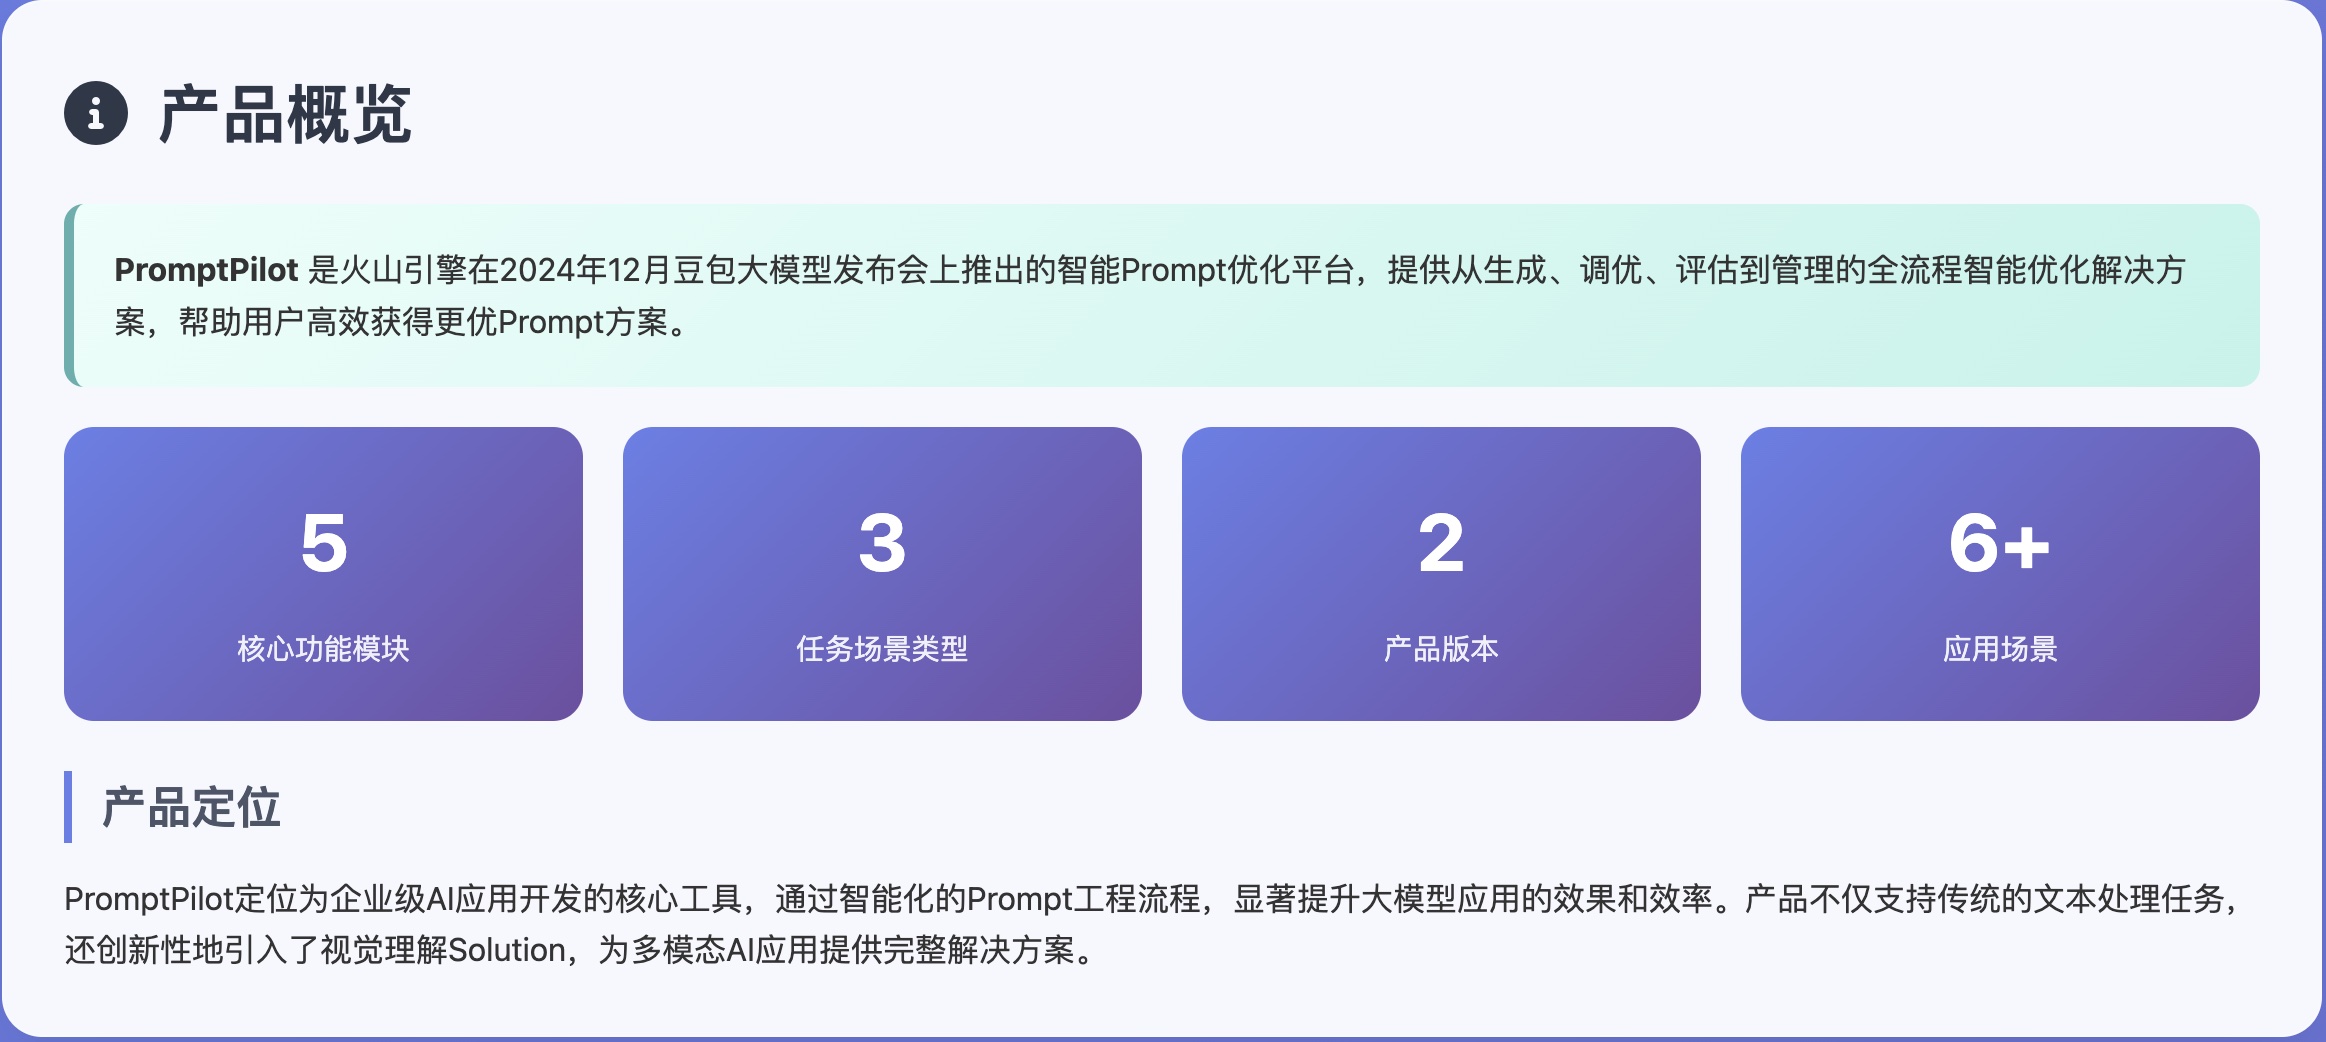 产品概览
PromptPilot 是火山引擎在2024年12月豆包大模型发布会上推出的智能Prompt优化平台，提供从生成、调优、评估到管理的全流程智能优化解决方
案，帮助用户高效获得更优Prompt方案。
5
核心功能模块
3
任务场景类型
2
产品版本
6+
应用场景
产品定位
PromptPilot定位为企业级AI应用开发的核心工具，通过智能化的Prompt工程流程，显著提升大模型应用的效果和效率。产品不仅支持传统的文本处理任务，
还创新性地引入了视觉理解Solution，为多模态AI应用提供完整解决方案。